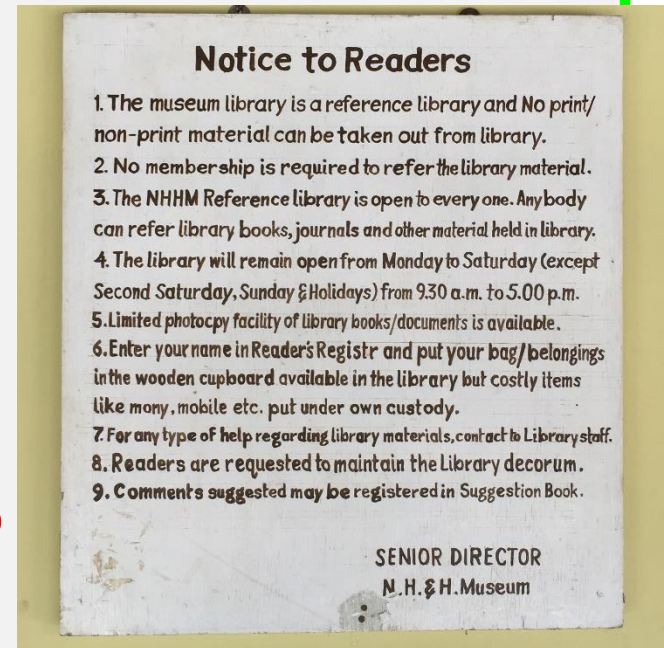 Notice to Readers
1. The museum library is a reference library and No print/
non-print material can be taken out from library.
2. No membership is required to refer the library material.
3. The NHHM Reference library is open to every one. Anybody
can refer library books, journals and other material held in library.
4. The library will remain open from Monday to Saturday (except
Second Saturday, Sunday & Holidays) from 9.30 a.m. to 5.00 p.m.
5. Limited photocpy facility of library books/documents is available.
6. Enter your name in Reader's Registr and put your bag/belongings
in the wooden cupboard available in the library but costly items
like mony, mobile etc. put under own custody.
7. For any type of help regarding library materials, contact to Library staff.
8. Readers are requested to maintain the Library decorum.
9. Comments suggested may be registered in Suggestion Book.
SENIOR DIRECTOR
N.H. & H. Museum